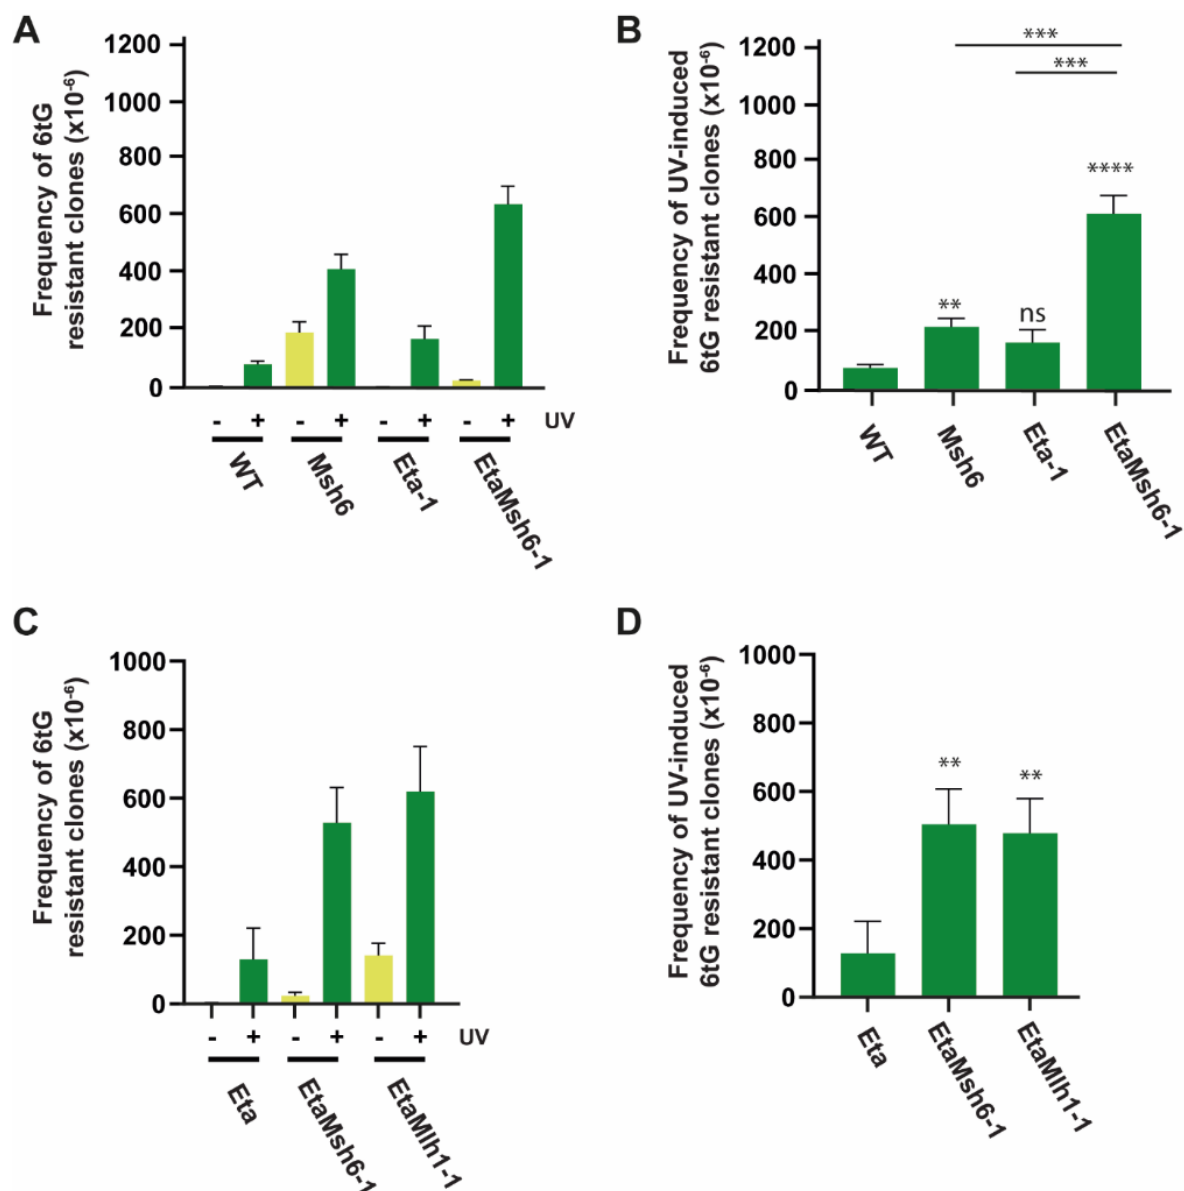 A
Frequency of 6tG
resistant clones (x10⁻⁶)
1200
1000
800
600
400
200
0
- + - + - + - + UV
WT
Msh6
Eta-1
EtaMsh6-1
B
Frequency of UV-induced
6tG resistant clones (x10⁻⁶)
1200
1000
800
600
400
200
0
***
***
**
ns
****
WT
Msh6
Eta-1
EtaMsh6-1
C
Frequency of 6tG
resistant clones (x10⁻⁶)
1000
800
600
400
200
0
- + - + - + UV
Eta
EtaMsh6-1
EtaMlh1-1
D
Frequency of UV-induced
6tG resistant clones (x10⁻⁶)
1000
800
600
400
200
0
**
**
Eta
EtaMsh6-1
EtaMlh1-1